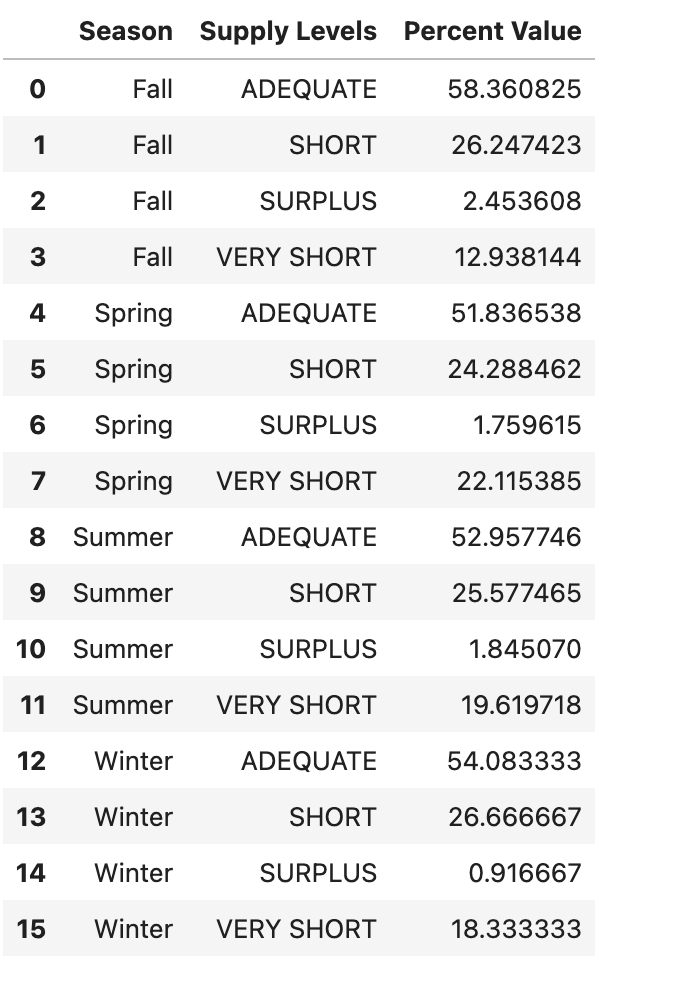 Season Supply Levels Percent Value
0 Fall ADEQUATE 58.360825
1 Fall SHORT 26.247423
2 Fall SURPLUS 2.453608
3 Fall VERY SHORT 12.938144
4 Spring ADEQUATE 51.836538
5 Spring SHORT 24.288462
6 Spring SURPLUS 1.759615
7 Spring VERY SHORT 22.115385
8 Summer ADEQUATE 52.957746
9 Summer SHORT 25.577465
10 Summer SURPLUS 1.845070
11 Summer VERY SHORT 19.619718
12 Winter ADEQUATE 54.083333
13 Winter SHORT 26.666667
14 Winter SURPLUS 0.916667
15 Winter VERY SHORT 18.333333